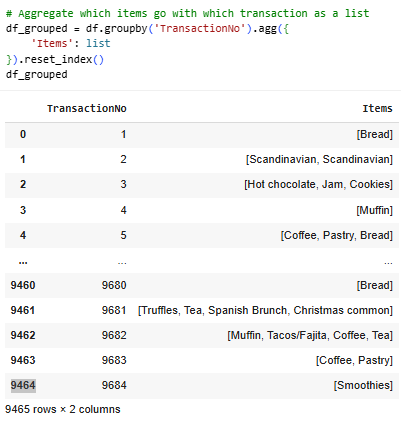 # Aggregate which items go with which transaction as a list
df_grouped = df.groupby('TransactionNo').agg({
    'Items': list
}).reset_index()
df_grouped
TransactionNo Items
0 1 [Bread]
1 2 [Scandinavian, Scandinavian]
2 3 [Hot chocolate, Jam, Cookies]
3 4 [Muffin]
4 5 [Coffee, Pastry, Bread]
... ... ...
9460 9680 [Bread]
9461 9681 [Truffles, Tea, Spanish Brunch, Christmas common]
9462 9682 [Muffin, Tacos/Fajita, Coffee, Tea]
9463 9683 [Coffee, Pastry]
9464 9684 [Smoothies]
9465 rows × 2 columns